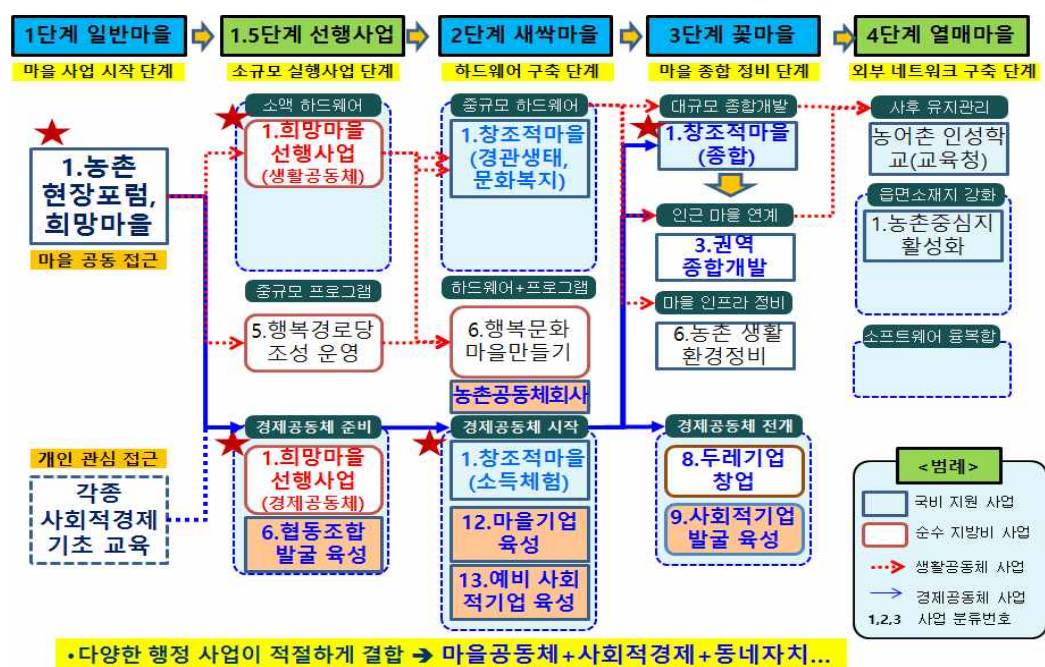 1단계 일반마을
1.5단계 선행사업
2단계 새싹마을
3단계 꽃마을
4단계 열매마을
마을 사업 시작 단계
소규모 실행사업 단계
하드웨어 구축 단계
마을 종합 정비 단계
외부 네트워크 구축 단계
1.농촌
현장포럼,
희망마을
마을 공동 접근
개인 관심 접근
각종
사회적경제
기초 교육
소액 하드웨어
1.희망마을
선행사업
(생활공동체)
중규모 프로그램
5.행복경로당
조성 운영
경제공동체 준비
1.희망마을
선행사업
(경제공동체)
6.협동조합
발굴 육성
중규모 하드웨어
1.창조적마을
(경관생태,
문화복지)
하드웨어+프로그램
6.행복문화
마을만들기
농촌공동체회사
경제공동체 시작
1.창조적마을
(소득체험)
12.마을기업
육성
13.예비 사회
적기업 육성
대규모 종합개발
1.창조적마을
(종합)
인근 마을 연계
3.권역
종합개발
마을 인프라 정비
6.농촌 생활
환경정비
경제공동체 전개
8.두레기업
창업
9.사회적기업
발굴 육성
사후 유지관리
농어촌 인성학
교(교육청)
읍면소재지 강화
1.농촌중심지
활성화
소프트웨어 융복합
<범례>
국비 지원 사업
순수 지방비 사업
생활공동체 사업
경제공동체 사업
1,2,3 사업 분류번호
•다양한 행정 사업이 적절하게 결합 ➔ 마을공동체+사회적경제+동네자치...